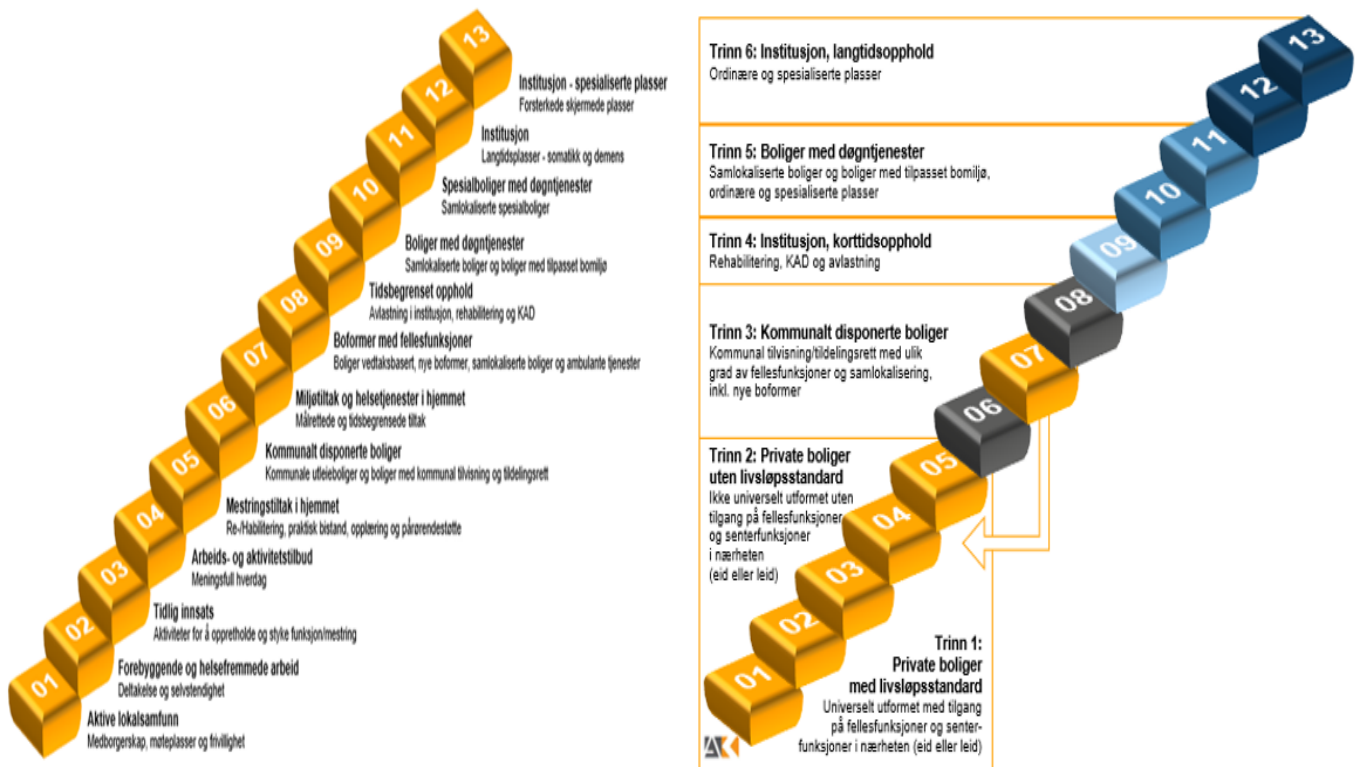 13
Institusjon - spesialiserte plasser
Forsterkede skjermede plasser
12
Institusjon
Langtidsplasser - somatikk og demens
11
Spesialboliger med døgntjenester
Samlokaliserte spesialboliger
10
Boliger med døgntjenester
Samlokaliserte boliger og boliger med tilpasset bomiljø
09
Tidsbegrenset opphold
Avlastning i institusjon, rehabilitering og KAD
08
Boformer med fellesfunksjoner
Boliger vedtaksbasert, nye boformer, samlokaliserte boliger og ambulante tjenester
07
Miljøtiltak og helsetjenester i hjemmet
Målrettede og tidsbegrensede tiltak
06
Kommunalt disponerte boliger
Kommunale utleieboliger og boliger med kommunal tilvisning og tildelingsrett
05
Mestringstiltak i hjemmet
Re-/Habilitering, praktisk bistand, opplæring og pårørendestøtte
04
Arbeids- og aktivitetstilbud
Meningsfull hverdag
03
Tidlig innsats
Aktiviteter for å oppretholde og styke funksjon/mestring
02
Forebyggende og helsefremmede arbeid
Deltakelse og selvstendighet
01
Aktive lokalsamfunn
Medborgerskap, møteplasser og frivillighet
Trinn 6: Institusjon, langtidsopphold
Ordinære og spesialiserte plasser
13
12
Trinn 5: Boliger med døgntjenester
Samlokaliserte boliger og boliger med tilpasset bomiljø,
ordinære og spesialiserte plasser
11
10
Trinn 4: Institusjon, korttidsopphold
Rehabilitering, KAD og avlastning
09
Trinn 3: Kommunalt disponerte boliger
Kommunal tilvisning/tildelingsrett med ulik
grad av fellesfunksjoner og samlokalisering,
inkl. nye boformer
08
07
06
Trinn 2: Private boliger
uten livsløpsstandard
Ikke universelt utformet uten
tilgang på fellesfunksjoner
og senterfunksjoner
i nærheten
(eid eller leid)
05
04
03
02
01
Trinn 1:
Private boliger
med livsløpsstandard
Universelt utformet med tilgang
på fellesfunksjoner og senter-
funksjoner i nærheten (eid eller leid)
AK